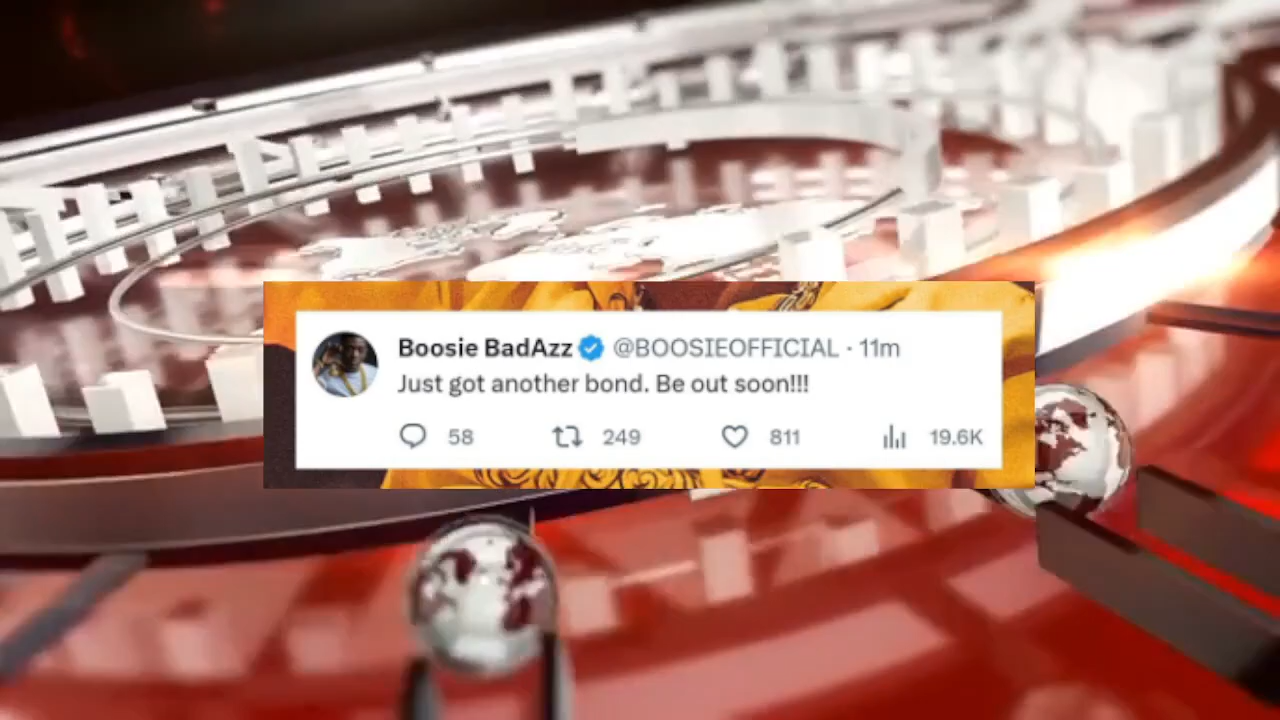 Boosie BadAzz @BOOSIEOFFICIAL · 11m
Just got another bond. Be out soon!!!
58 249 811 19.6K